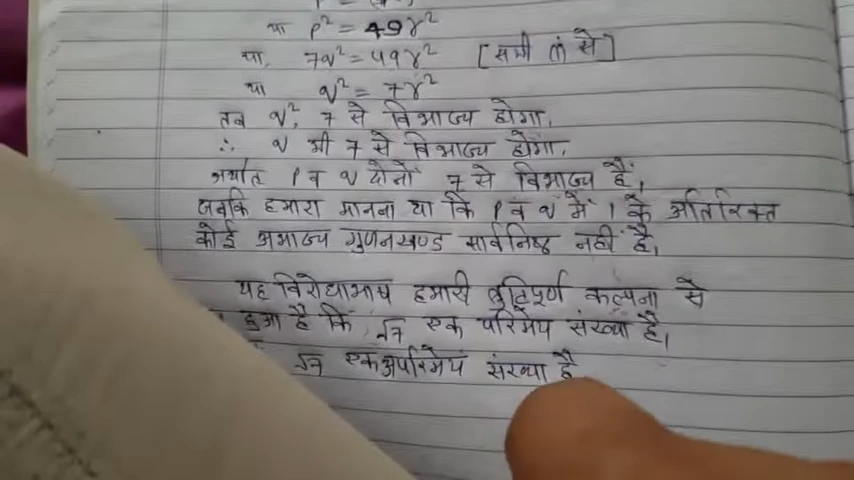 या p² = 49r²
या, 7q² = 49r² [समी (i) से]
या q² = 7r²
तब q², 7 से विभाज्य होगा,
∴ q भी 7 से विभाज्य होगा,
अर्थात p व q दोनों 7 से विभाज्य हैं,
जबकि हमारा मानना था कि p व q में 1 के अतिरिक्त
कोई अभाज्य गुणनखण्ड सार्वनिष्ठ नहीं है,
यह विरोधाभाष हमारी त्रुटिपूर्ण कल्पना से
हुआ है कि √7 एक परिमेय संख्या है,
√7 एक अपरिमेय संख्या है